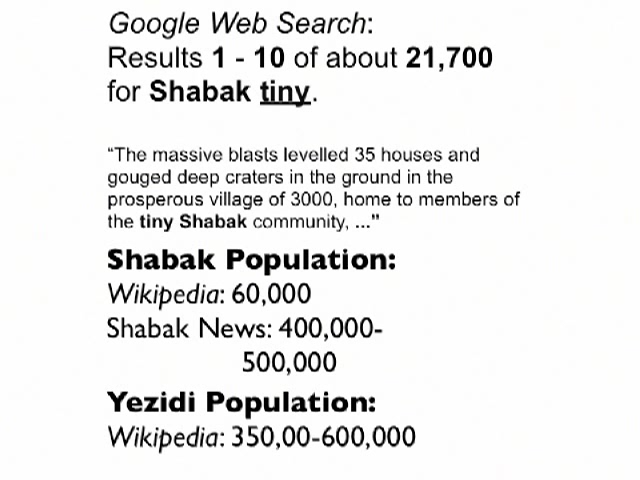 Google Web Search:
Results 1 - 10 of about 21,700
for Shabak tiny.
“The massive blasts levelled 35 houses and
gouged deep craters in the ground in the
prosperous village of 3000, home to members of
the tiny Shabak community, ...”
Shabak Population:
Wikipedia: 60,000
Shabak News: 400,000-
500,000
Yezidi Population:
Wikipedia: 350,00-600,000